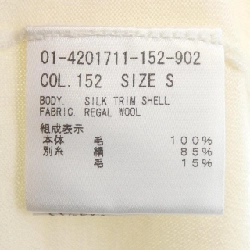 01-4201711-152-902
COL. 152 SIZE S
BODY. SILK TRIM SHELL
FABRIC. REGAL WOOL
組成表示
本体 毛 100%
別糸 絹 85%
毛 15%